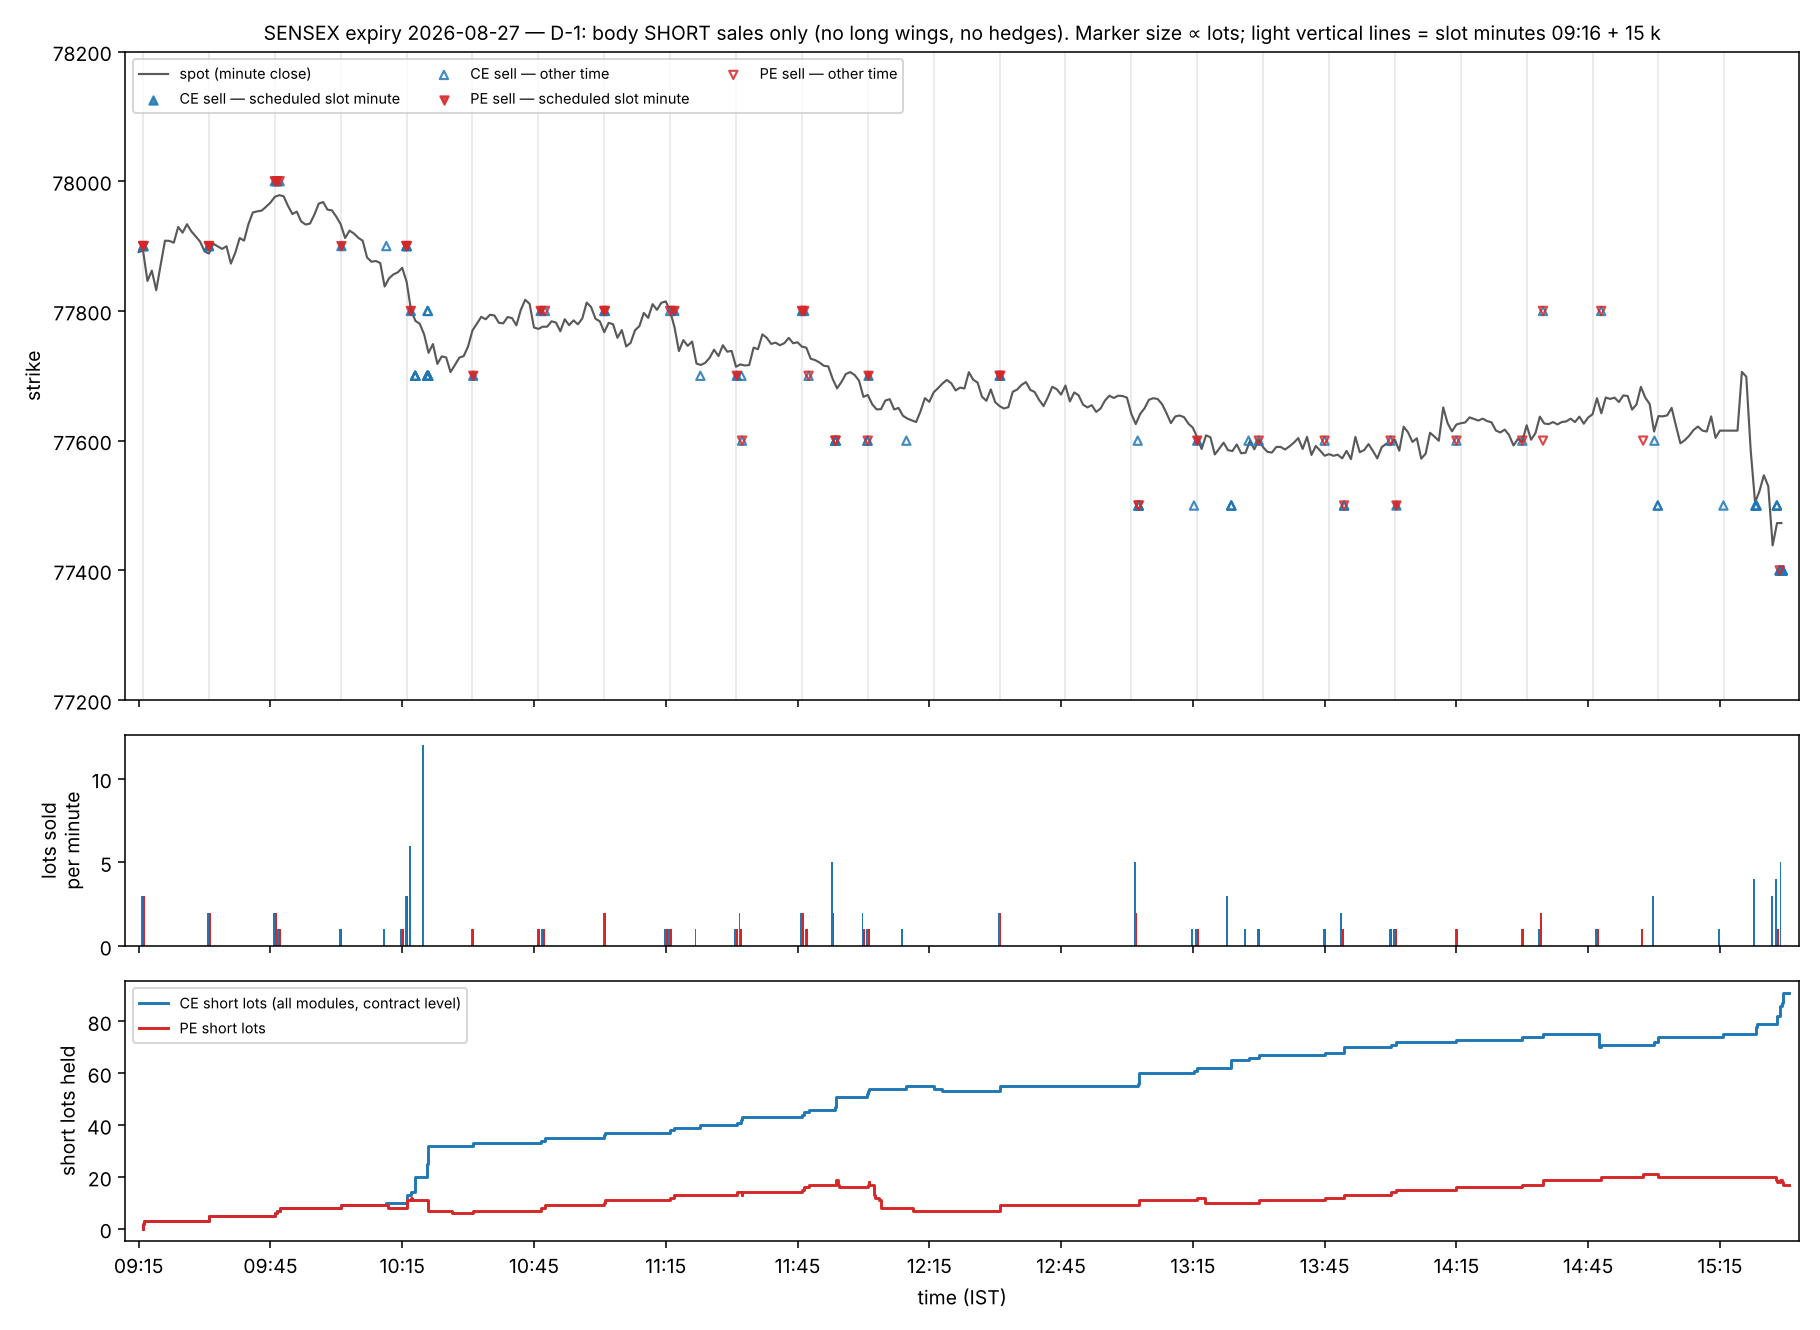 SENSEX expiry 2026-08-27 — D-1: body SHORT sales only (no long wings, no hedges). Marker size ∝ lots; light vertical lines = slot minutes 09:16 + 15 k
spot (minute close)
CE sell — scheduled slot minute
CE sell — other time
PE sell — scheduled slot minute
PE sell — other time
strike
78200
78000
77800
77600
77400
77200
lots sold
per minute
10
5
0
CE short lots (all modules, contract level)
PE short lots
short lots held
80
60
40
20
0
09:15 09:45 10:15 10:45 11:15 11:45 12:15 12:45 13:15 13:45 14:15 14:45 15:15
time (IST)